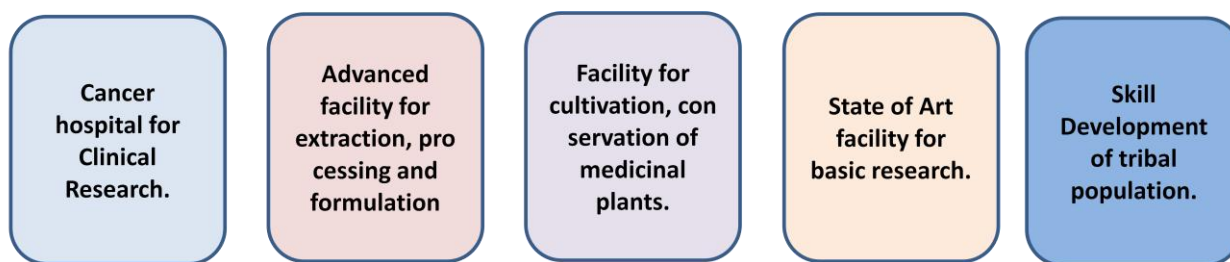 Cancer
hospital for
Clinical
Research.
Advanced
facility for
extraction, pro
cessing and
formulation
Facility for
cultivation, con
servation of
medicinal
plants.
State of Art
facility for
basic research.
Skill
Development
of tribal
population.